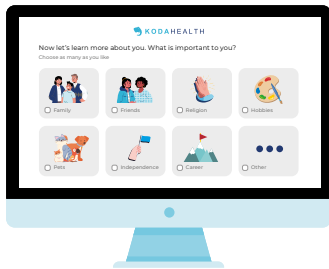 KODAHEALTH
Now let's learn more about you. What is important to you?
Choose as many as you like
Family
Friends
Religion
Hobbies
Pets
Independence
Career
Other